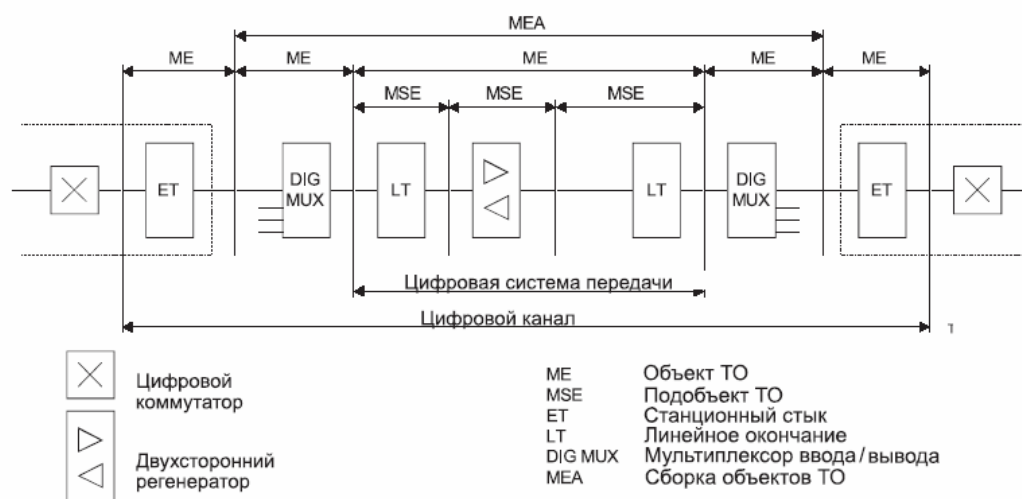 MEA
ME ME ME ME ME
MSE MSE MSE
ET DIG MUX LT LT DIG MUX ET
Цифровая система передачи
Цифровой канал
Цифровой
коммутатор
Двухсторонний
регенератор
ME Объект ТО
MSE Подобъект ТО
ET Станционный стык
LT Линейное окончание
DIG MUX Мультиплексор ввода/вывода
MEA Сборка объектов ТО